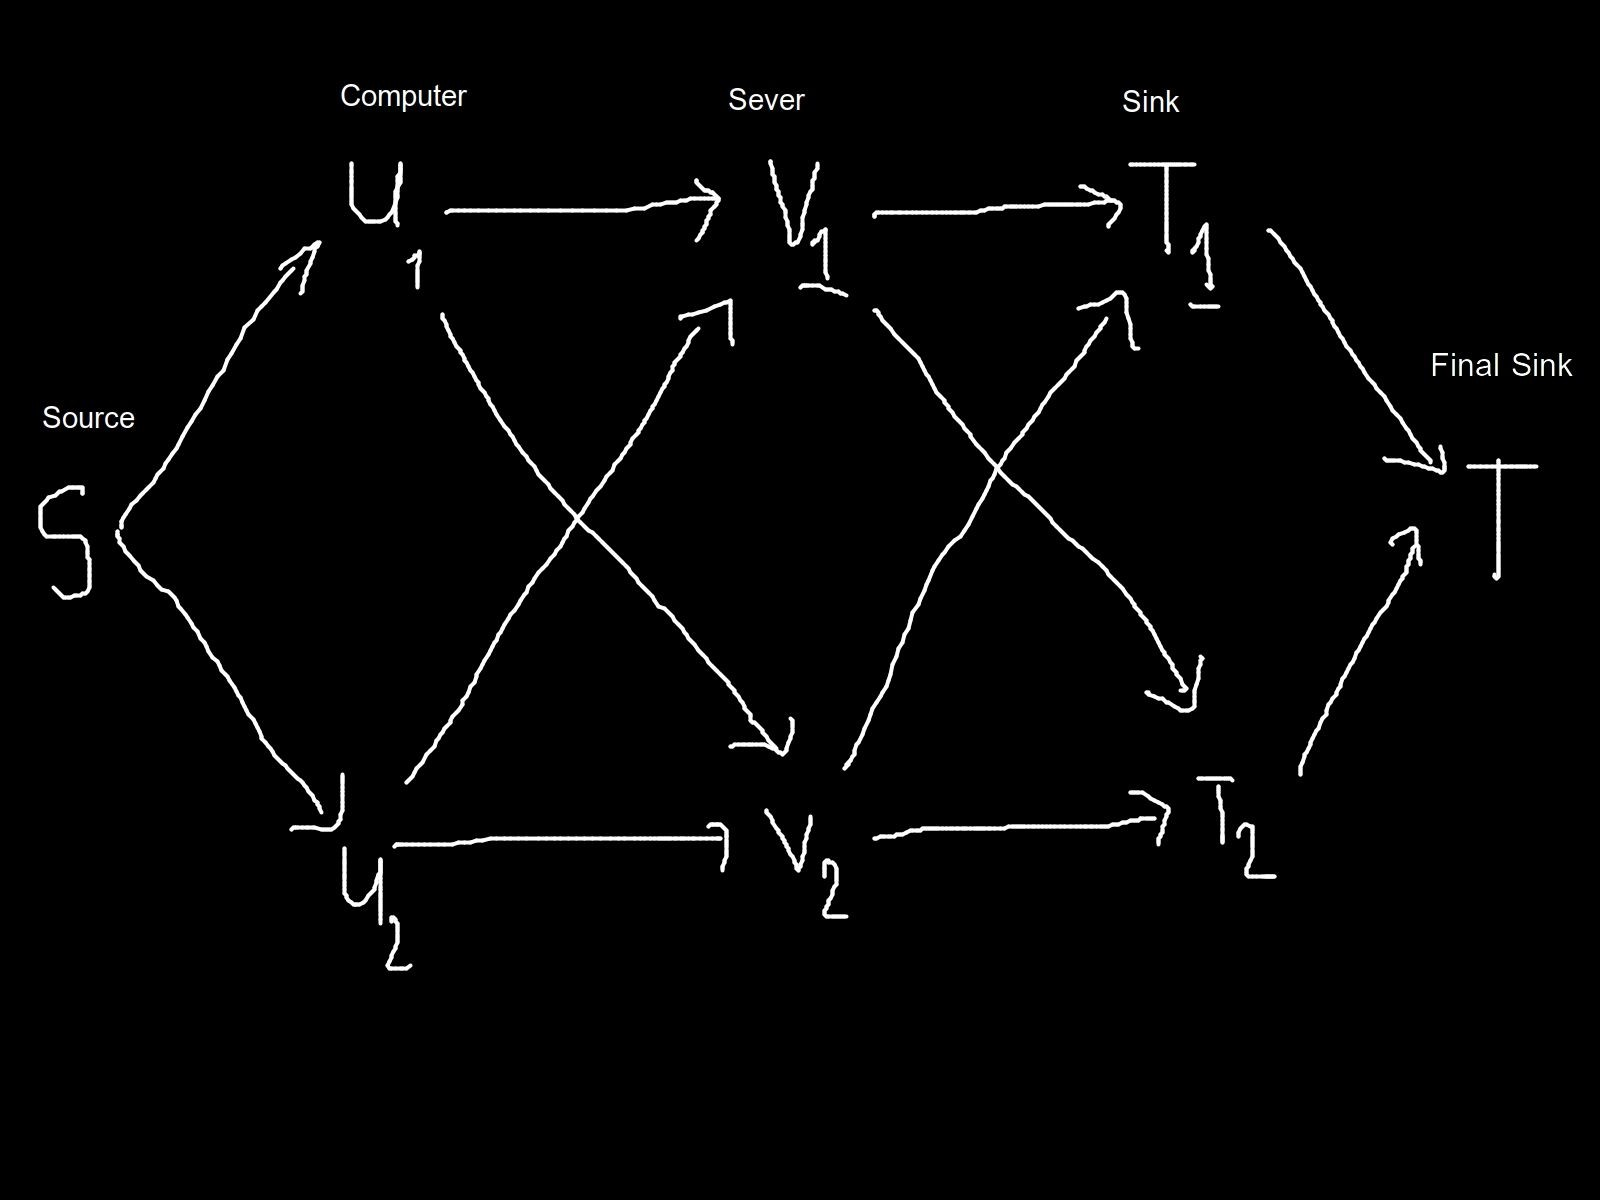 Computer
Sever
Sink
U1
V1
T1
Final Sink
Source
S
T
U2
V2
T2